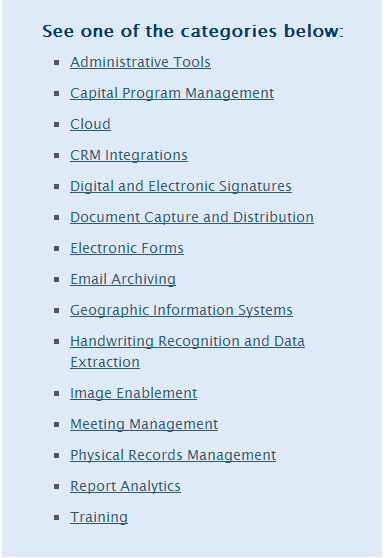 See one of the categories below:
Administrative Tools
Capital Program Management
Cloud
CRM Integrations
Digital and Electronic Signatures
Document Capture and Distribution
Electronic Forms
Email Archiving
Geographic Information Systems
Handwriting Recognition and Data
Extraction
Image Enablement
Meeting Management
Physical Records Management
Report Analytics
Training